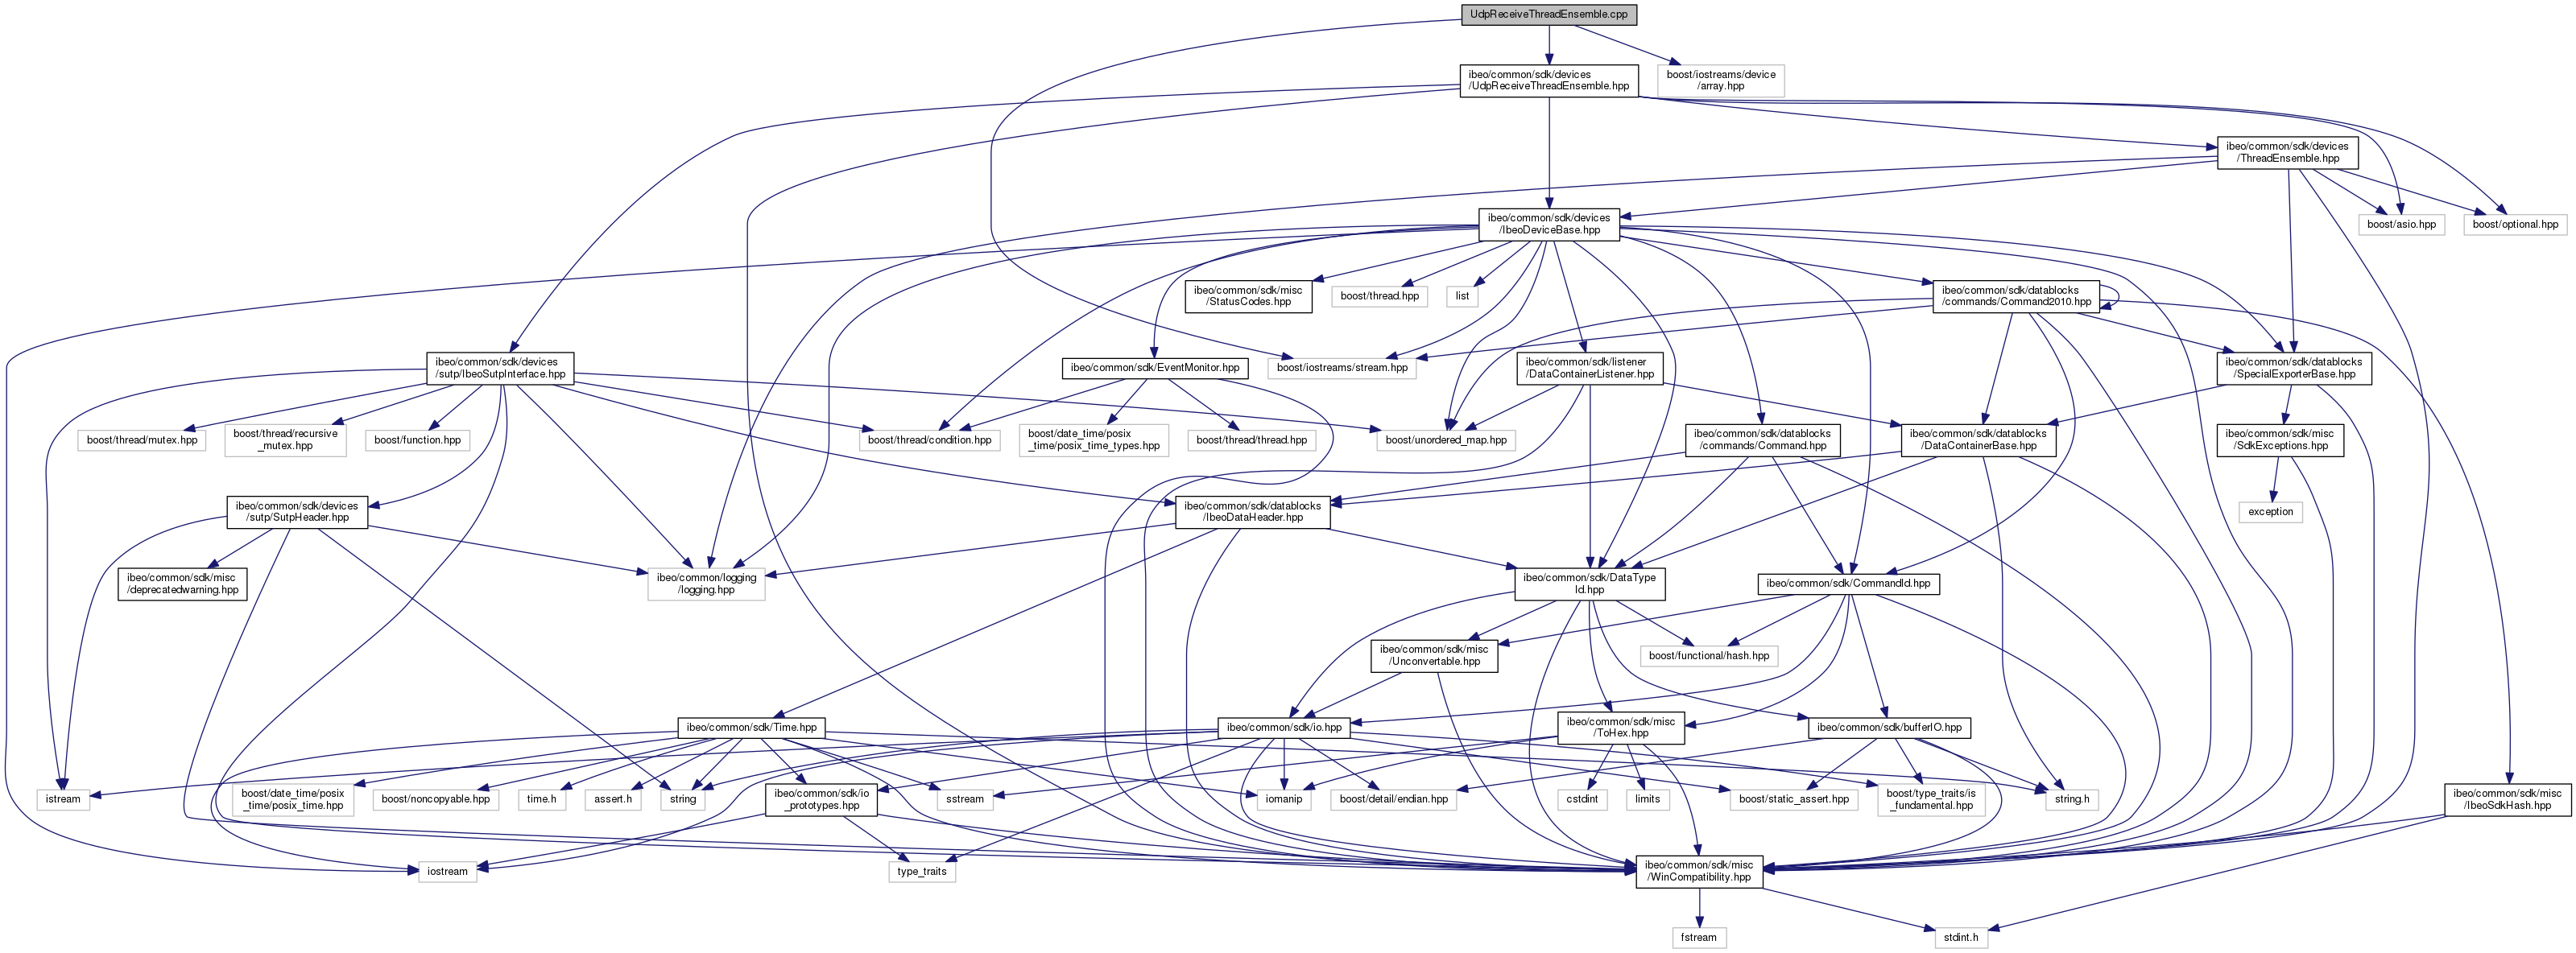 UdpReceiveThreadEnsemble.cpp
ibeo/common/sdk/devices
/UdpReceiveThreadEnsemble.hpp
boost/iostreams/device
/array.hpp
ibeo/common/sdk/devices
/ThreadEnsemble.hpp
ibeo/common/sdk/devices
/IbeoDeviceBase.hpp
boost/asio.hpp
boost/optional.hpp
ibeo/common/sdk/misc
/StatusCodes.hpp
boost/thread.hpp
list
ibeo/common/sdk/datablocks
/commands/Command2010.hpp
ibeo/common/sdk/devices
/sutp/IbeoSutpInterface.hpp
ibeo/common/sdk/EventMonitor.hpp
boost/iostreams/stream.hpp
ibeo/common/sdk/listener
/DataContainerListener.hpp
ibeo/common/sdk/datablocks
/SpecialExporterBase.hpp
boost/thread/mutex.hpp
boost/thread/recursive
_mutex.hpp
boost/function.hpp
boost/thread/condition.hpp
boost/date_time/posix
_time/posix_time_types.hpp
boost/thread/thread.hpp
boost/unordered_map.hpp
ibeo/common/sdk/datablocks
/commands/Command.hpp
ibeo/common/sdk/datablocks
/DataContainerBase.hpp
ibeo/common/sdk/misc
/SdkExceptions.hpp
ibeo/common/sdk/devices
/sutp/SutpHeader.hpp
ibeo/common/sdk/datablocks
/IbeoDataHeader.hpp
exception
ibeo/common/sdk/misc
/deprecatedwarning.hpp
ibeo/common/logging
/logging.hpp
ibeo/common/sdk/DataType
Id.hpp
ibeo/common/sdk/CommandId.hpp
ibeo/common/sdk/misc
/Unconvertable.hpp
boost/functional/hash.hpp
ibeo/common/sdk/Time.hpp
ibeo/common/sdk/io.hpp
ibeo/common/sdk/misc
/ToHex.hpp
ibeo/common/sdk/bufferIO.hpp
istream
boost/date_time/posix
_time/posix_time.hpp
boost/noncopyable.hpp
time.h
assert.h
string
ibeo/common/sdk/io
_prototypes.hpp
sstream
iomanip
boost/detail/endian.hpp
cstdint
limits
boost/static_assert.hpp
boost/type_traits/is
_fundamental.hpp
string.h
ibeo/common/sdk/misc
/IbeoSdkHash.hpp
iostream
type_traits
ibeo/common/sdk/misc
/WinCompatibility.hpp
fstream
stdint.h